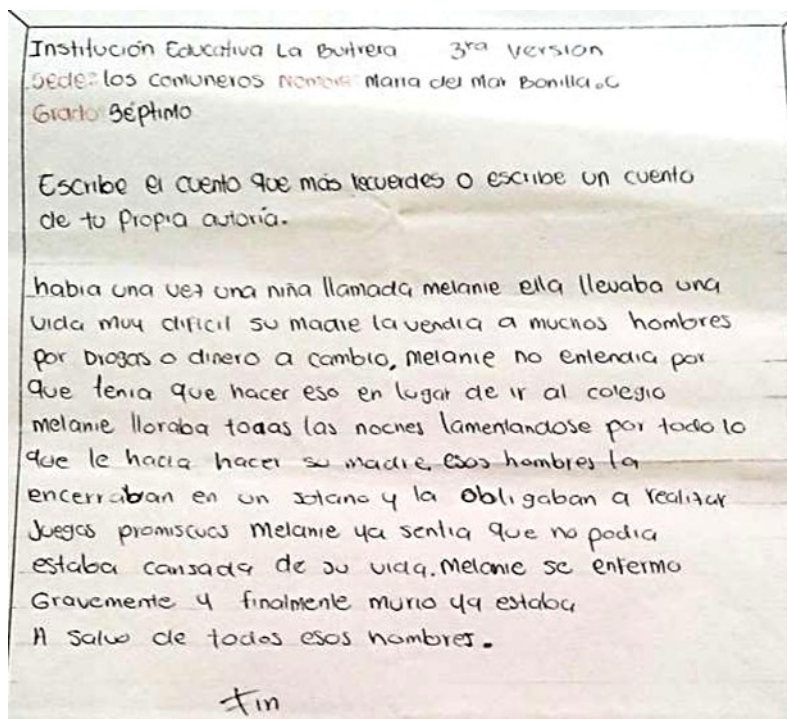 Institución Educativa La Buitrera 3ra version
Sede: los comuneros Nombre: Maria del Mar Bonilla.C
Grado Séptimo
Escribe el cuento que más recuerdes o escribe un cuento
de tu propia autoría.
habia una vez una niña llamada melanie ella llevaba una
vida muy dificil su madre la vendia a muchos hombres
por Drogas o dinero a cambio, melanie no entendia por
que tenia que hacer eso en lugar de ir al colegio
melanie lloraba todas las noches lamentandose por todo lo
que le hacia hacer su madre, esos hombres la
encerraban en un sotano y la obligaban a realizar
Juegos promiscuos Melanie ya sentia que no podia
estaba cansada de su vida. Melanie se enfermo
Gravemente y finalmente murio ya estaba
A salvo de todos esos hombres.
Fin